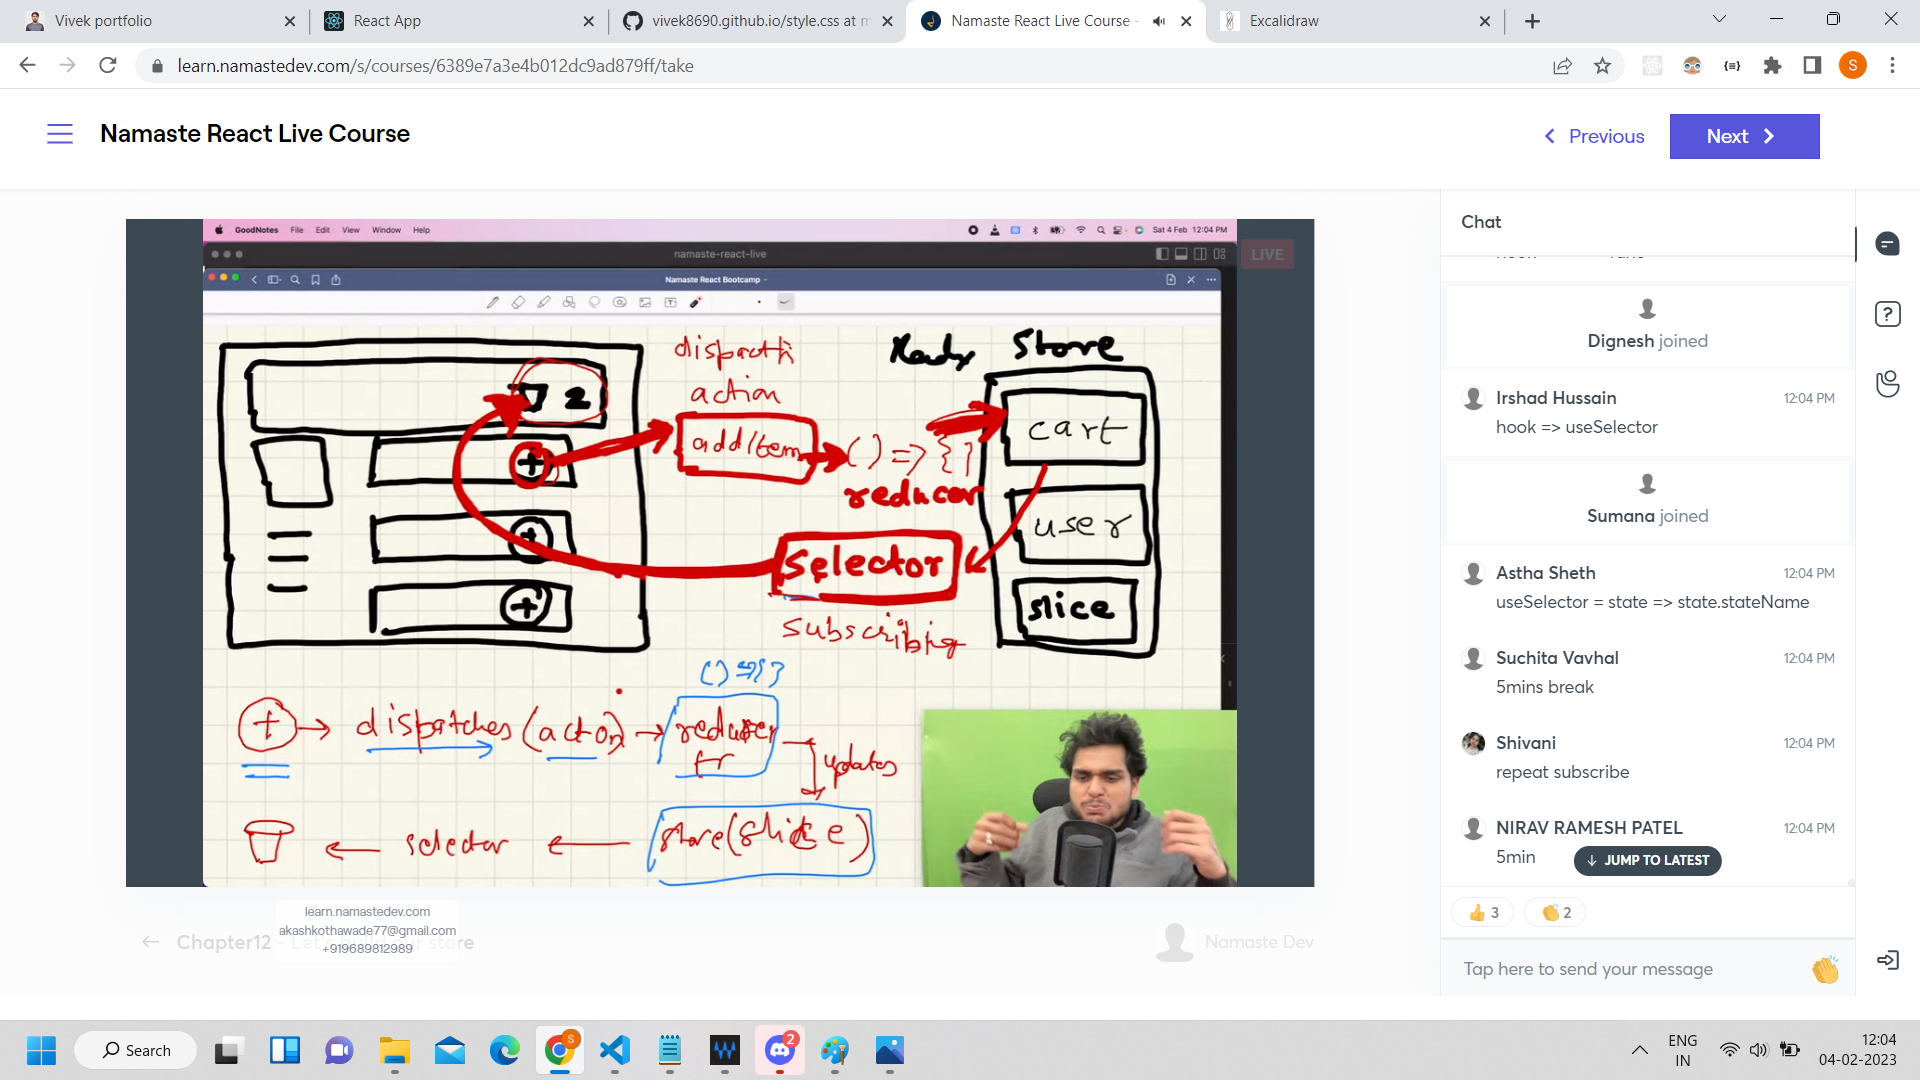 Vivek portfolio
React App
vivek8690.github.io/style.css at m
Namaste React Live Course -
Excalidraw
learn.namastedev.com/s/courses/6389e7a3e4b012dc9ad879ff/take
S
Namaste React Live Course
Previous
Next
GoodNotes File Edit View Window Help
Sat 4 Feb 12:04 PM
namaste-react-live
LIVE
Namaste React Bootcamp
Store
dispacth
action
2
addItem
() => {}
cart
reducer
user
selector
slice
subscribing
() => {}
+ → dispatches (action) → reducer
fr
updates
← selector ← store(slice)
learn.namastedev.com
akashkothawade77@gmail.com
+919689812989
Chapter12 - Let's build our store
Namaste Dev
Chat
Dignesh joined
Irshad Hussain 12:04 PM
hook => useSelector
Sumana joined
Astha Sheth 12:04 PM
useSelector = state => state.stateName
Suchita Vavhal 12:04 PM
5mins break
Shivani 12:04 PM
repeat subscribe
NIRAV RAMESH PATEL 12:04 PM
5min
JUMP TO LATEST
3
2
Tap here to send your message
Search
S
2
ENG
IN
12:04
04-02-2023